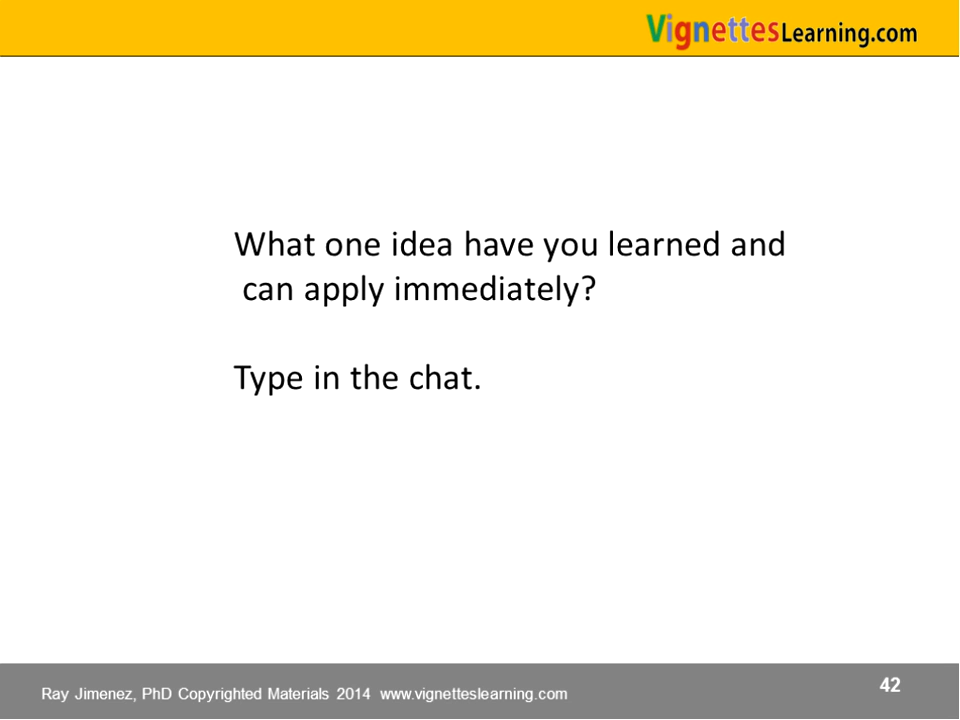 VignettesLearning.com
What one idea have you learned and
can apply immediately?
Type in the chat.
Ray Jimenez, PhD Copyrighted Materials 2014 www.vignetteslearning.com
42